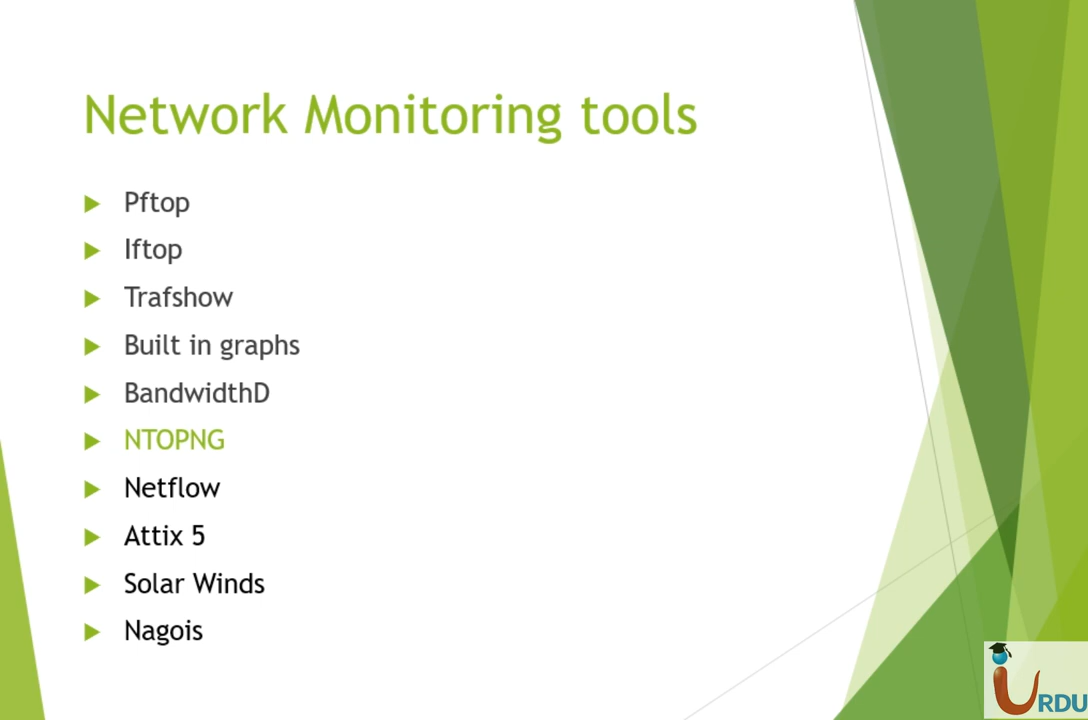 Network Monitoring tools
Pftop
Iftop
Trafshow
Built in graphs
BandwidthD
NTOPNG
Netflow
Attix 5
Solar Winds
Nagois
URDU